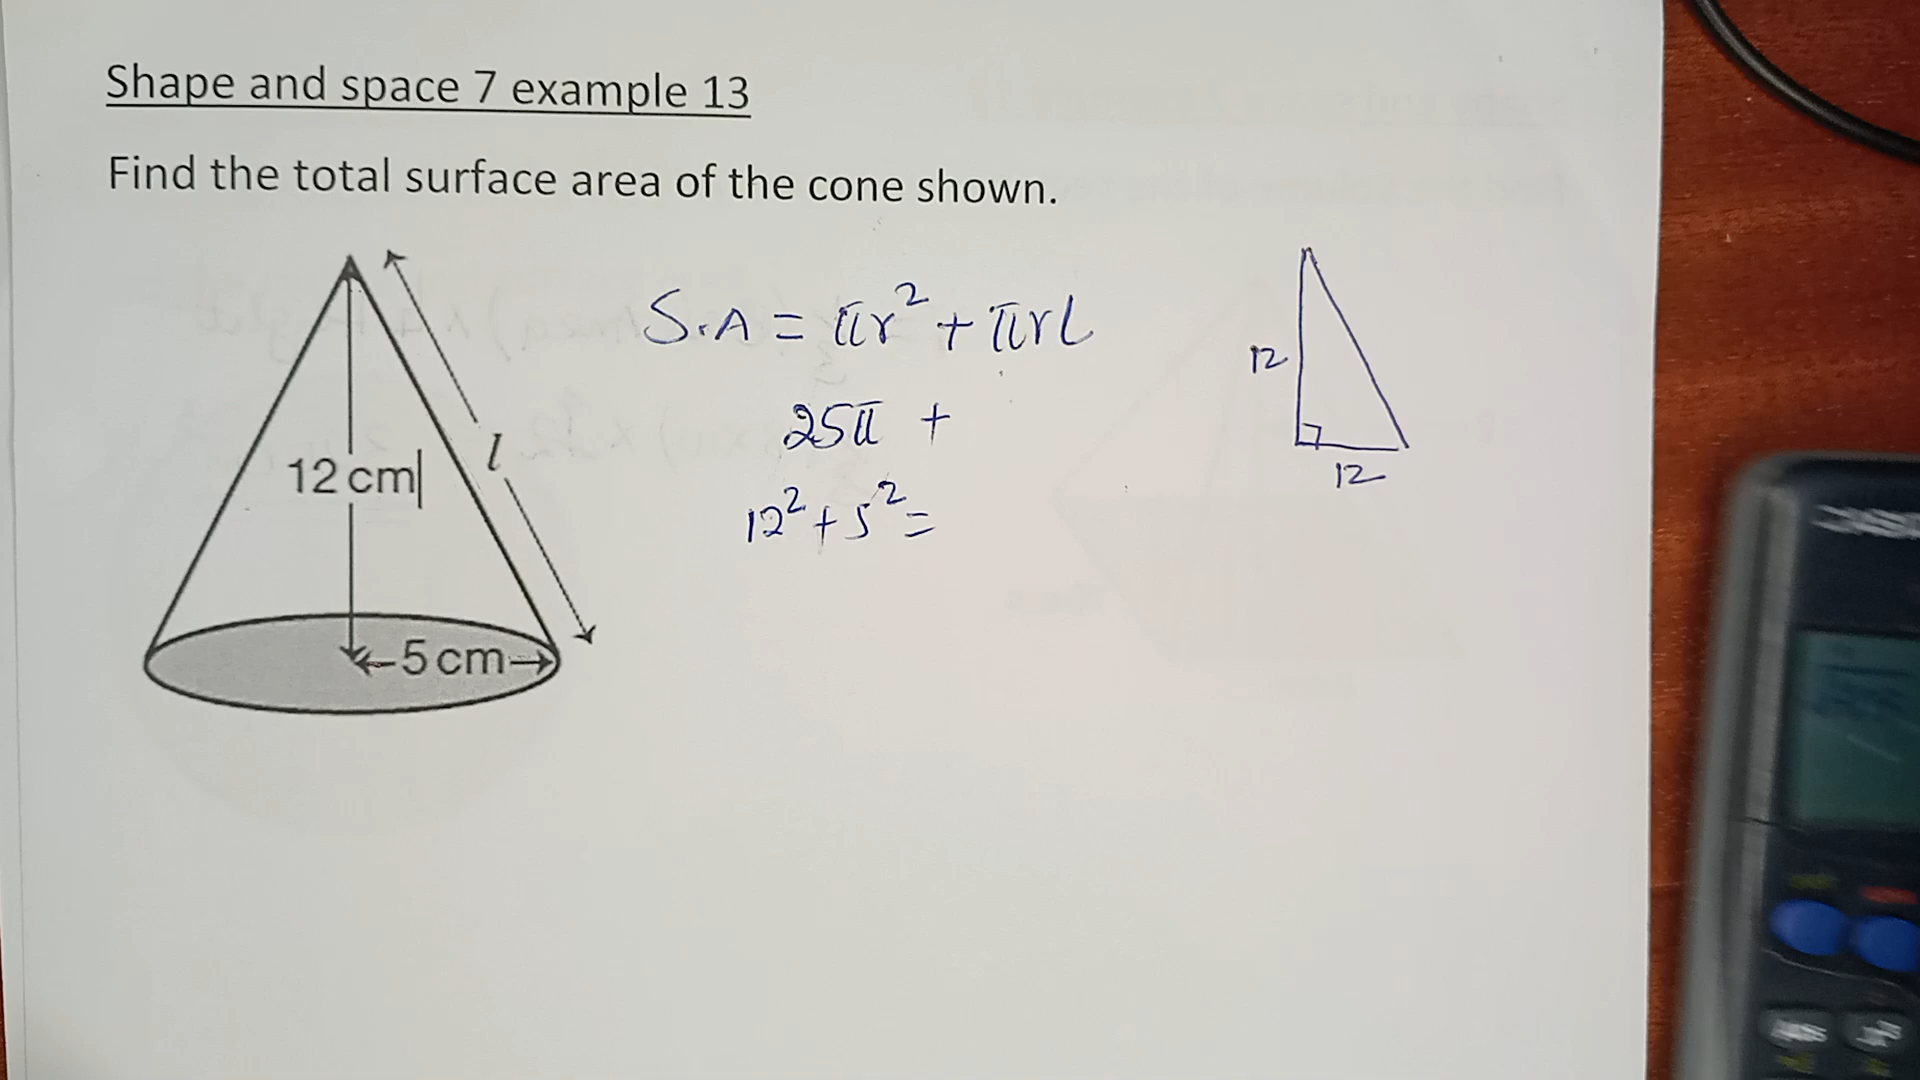 Shape and space 7 example 13
Find the total surface area of the cone shown.
S.A = πr² + πrl
25π +
12² + 5² =
12 cm
l
5 cm
12
12